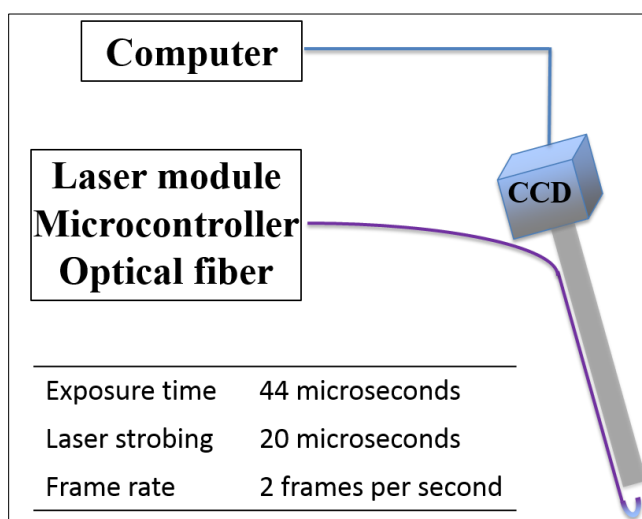 Computer
Laser module
Microcontroller
Optical fiber
CCD
Exposure time 44 microseconds
Laser strobing 20 microseconds
Frame rate 2 frames per second